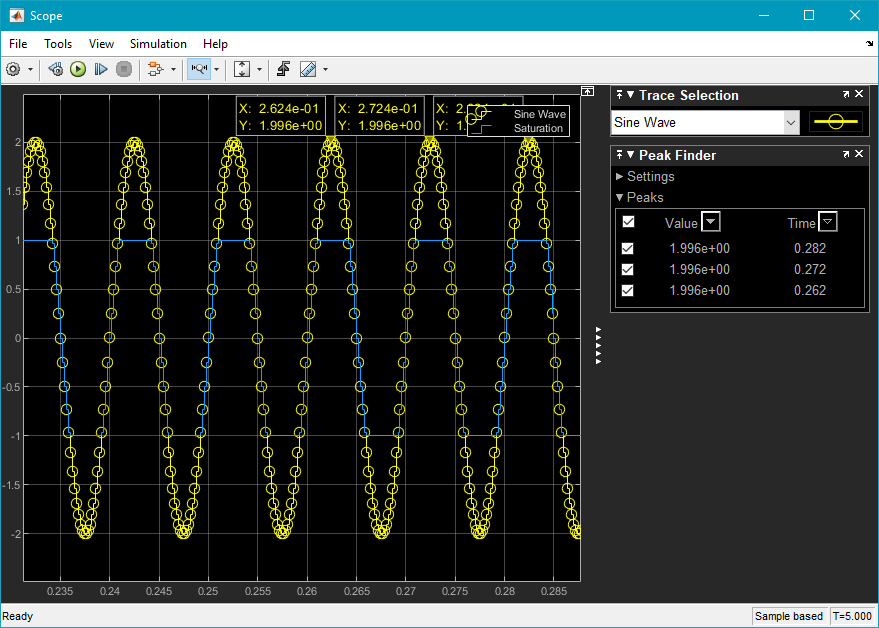 Scope
File Tools View Simulation Help
X: 2.624e-01
Y: 1.996e+00
X: 2.724e-01
Y: 1.996e+00
Sine Wave
Saturation
2
1.5
1
0.5
0
-0.5
-1
-1.5
-2
0.235 0.24 0.245 0.25 0.255 0.26 0.265 0.27 0.275 0.28 0.285
Trace Selection
Sine Wave
Peak Finder
Settings
Peaks
Value Time
1.996e+00 0.282
1.996e+00 0.272
1.996e+00 0.262
Ready
Sample based T=5.000